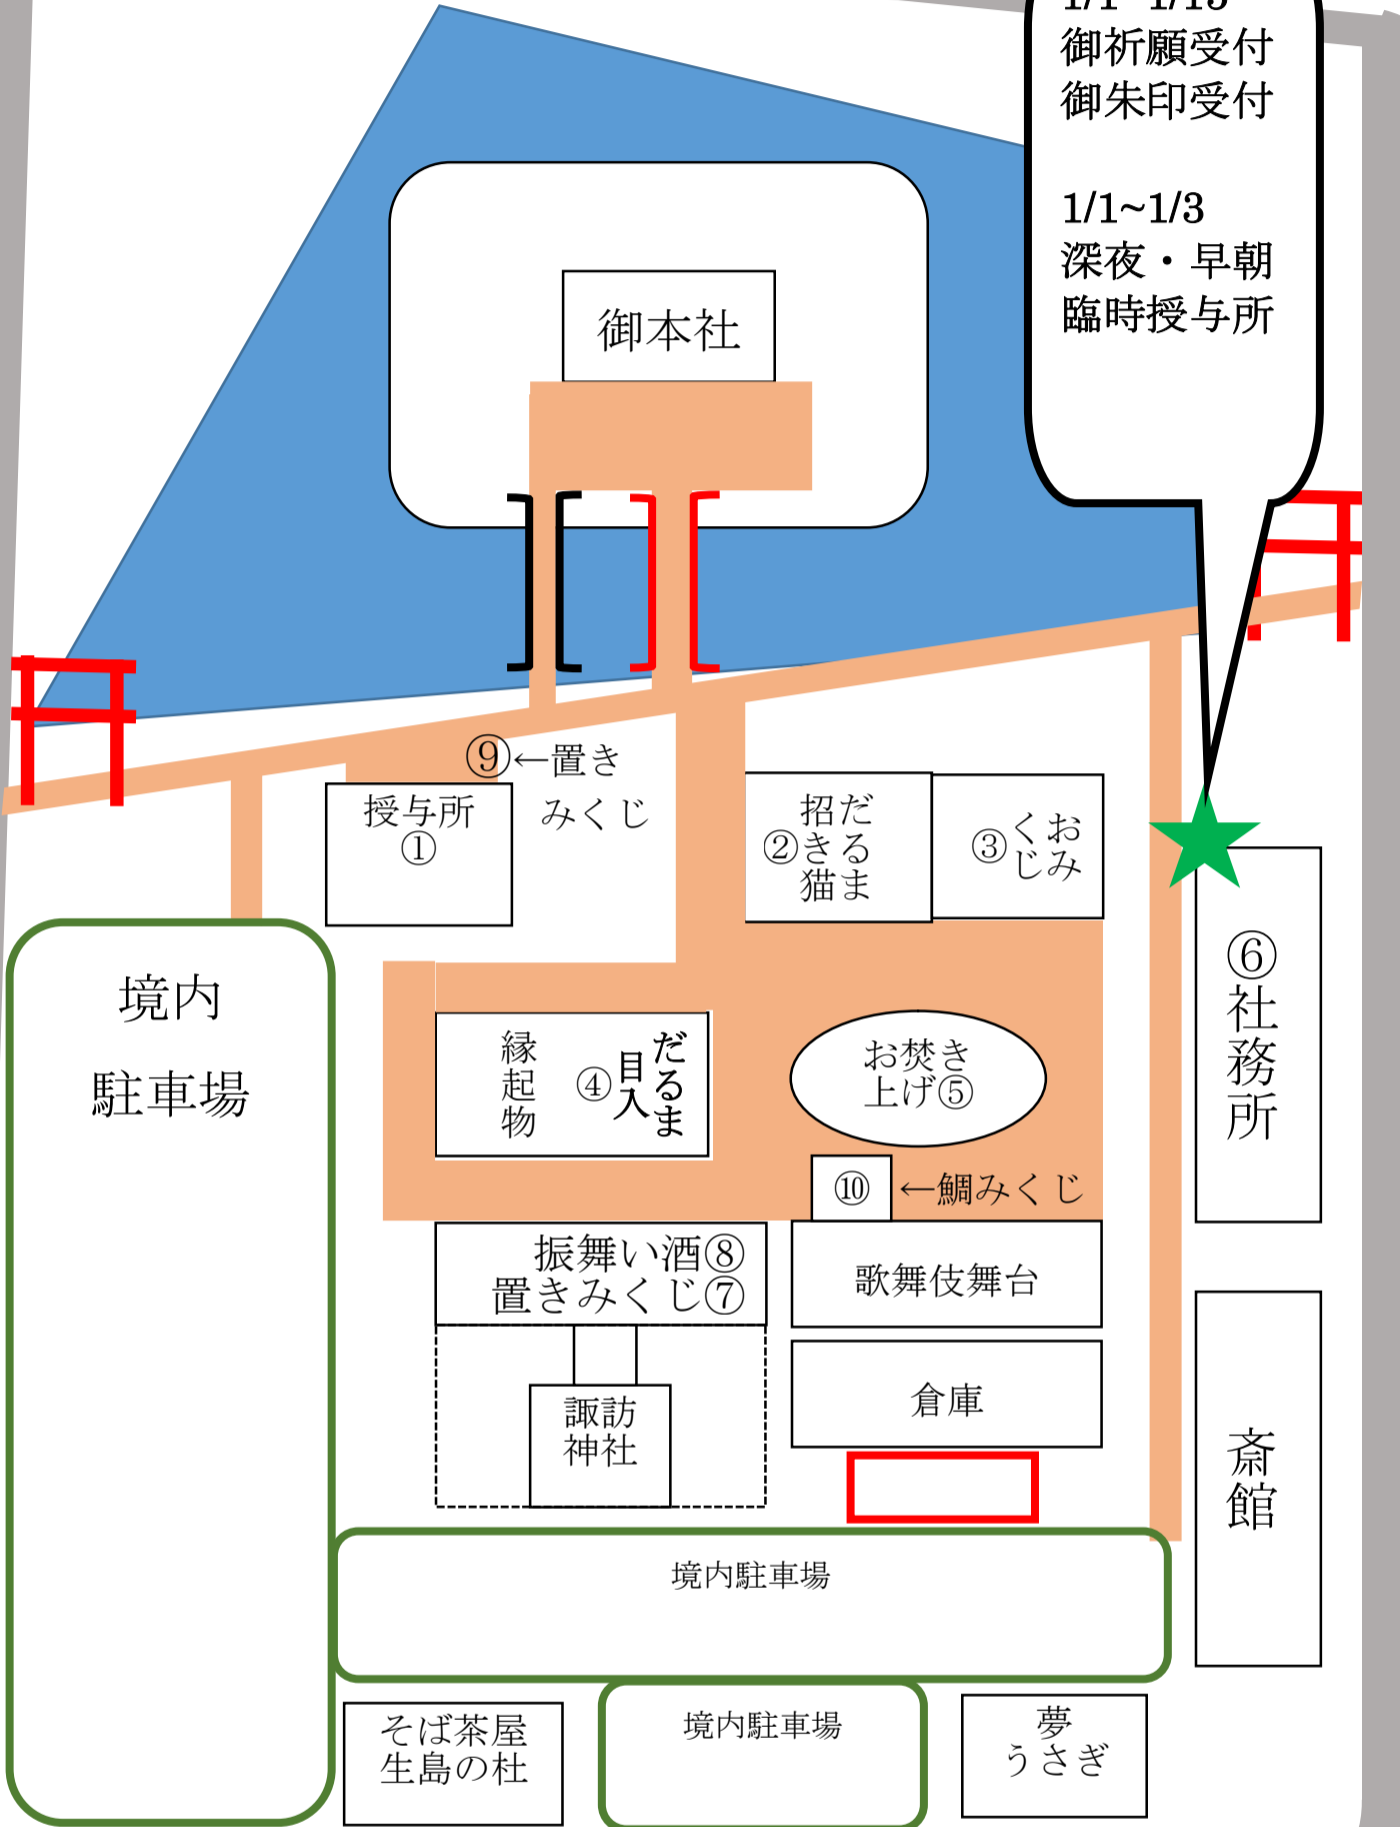 御祈願受付
御朱印受付
1/1~1/3
深夜・早朝
臨時授与所
御本社
⑨←置き
みくじ
授与所
①
だるま
招き猫
②
おみ
くじ
③
境内
駐車場
だるま
目入
④
縁起物
お焚き
上げ⑤
⑥社務所
⑩
←鯛みくじ
振舞い酒⑧
置きみくじ⑦
歌舞伎舞台
諏訪
神社
倉庫
斎館
境内駐車場
そば茶屋
生島の杜
境内駐車場
夢
うさぎ